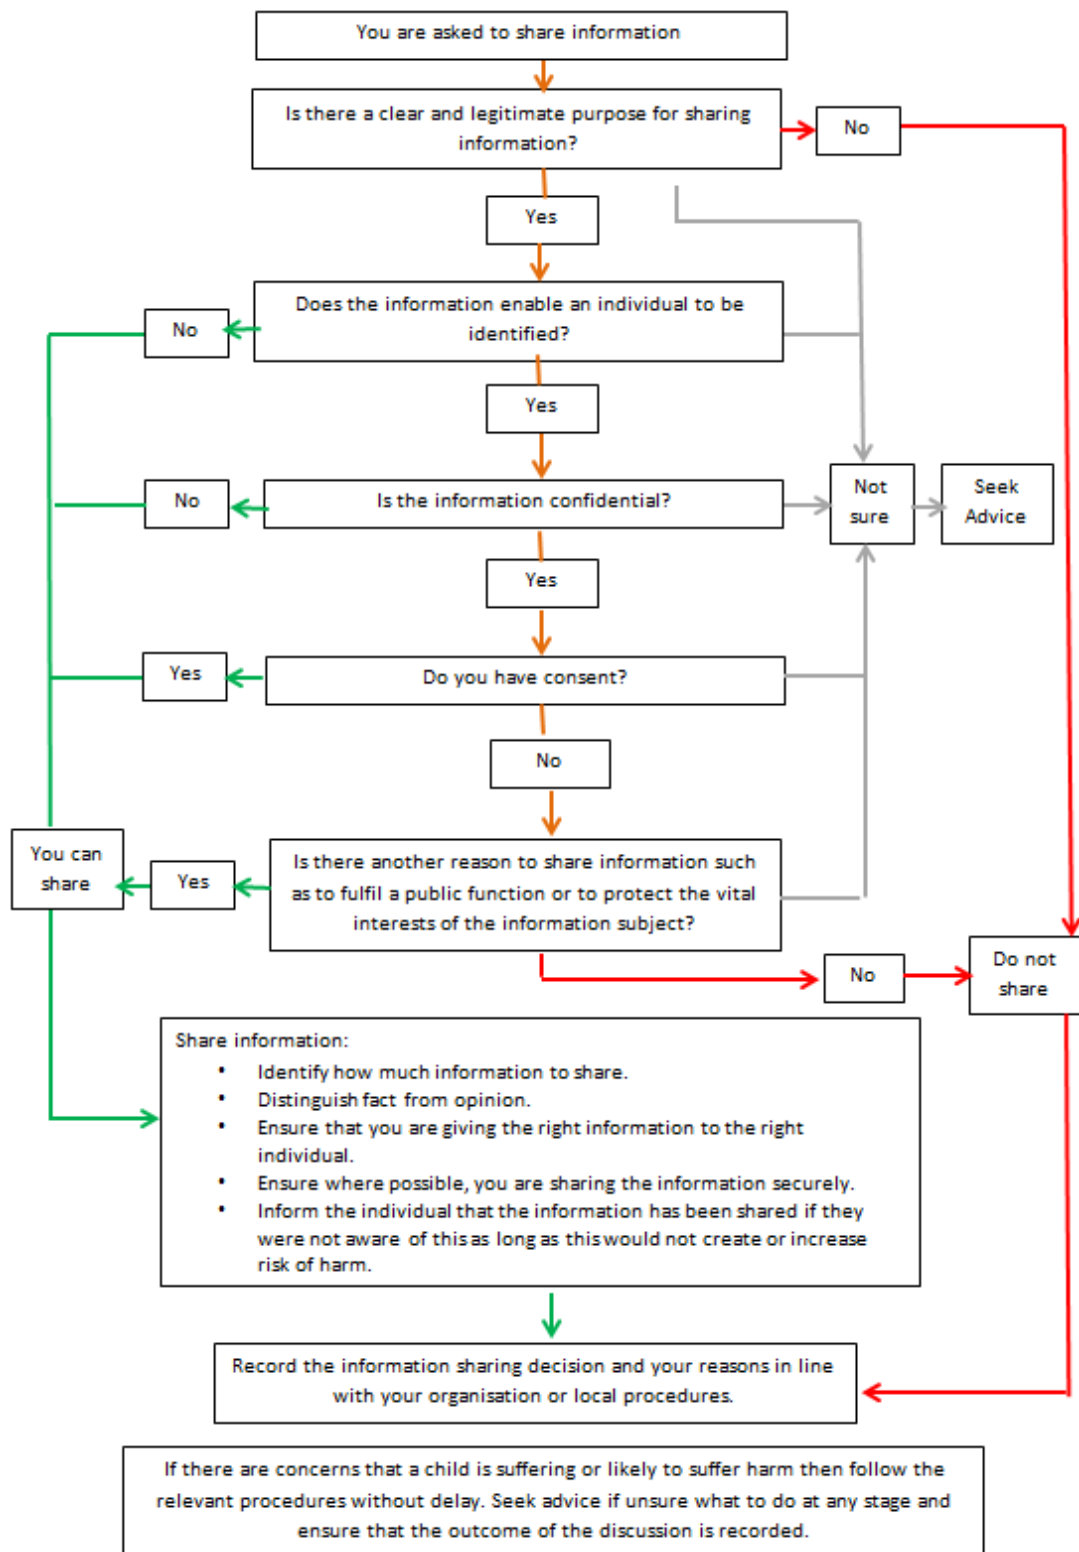 You are asked to share information
Is there a clear and legitimate purpose for sharing
information?
No
Yes
Does the information enable an individual to be
identified?
No
Yes
Is the information confidential?
No
Not
sure
Seek
Advice
Yes
Do you have consent?
Yes
No
You can
share
Yes
Is there another reason to share information such
as to fulfil a public function or to protect the vital
interests of the information subject?
No
Do not
share
Share information:
• Identify how much information to share.
• Distinguish fact from opinion.
• Ensure that you are giving the right information to the right
individual.
• Ensure where possible, you are sharing the information securely.
• Inform the individual that the information has been shared if they
were not aware of this as long as this would not create or increase
risk of harm.
Record the information sharing decision and your reasons in line
with your organisation or local procedures.
If there are concerns that a child is suffering or likely to suffer harm then follow the
relevant procedures without delay. Seek advice if unsure what to do at any stage and
ensure that the outcome of the discussion is recorded.